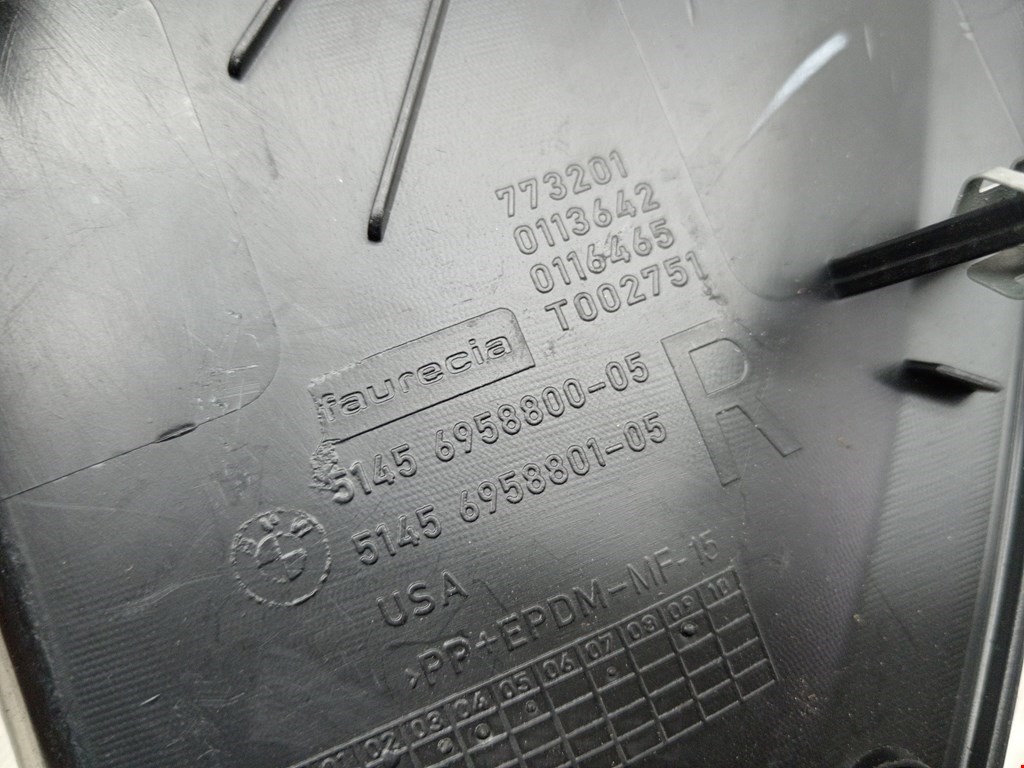 773201
0113642
0116465
T002751
faurecia
5145 6958800-05
5145 6958801-05
R
BMW
USA
>PP+EPDM-MF-15
01 02 03 04 05 06 07 08 09 10